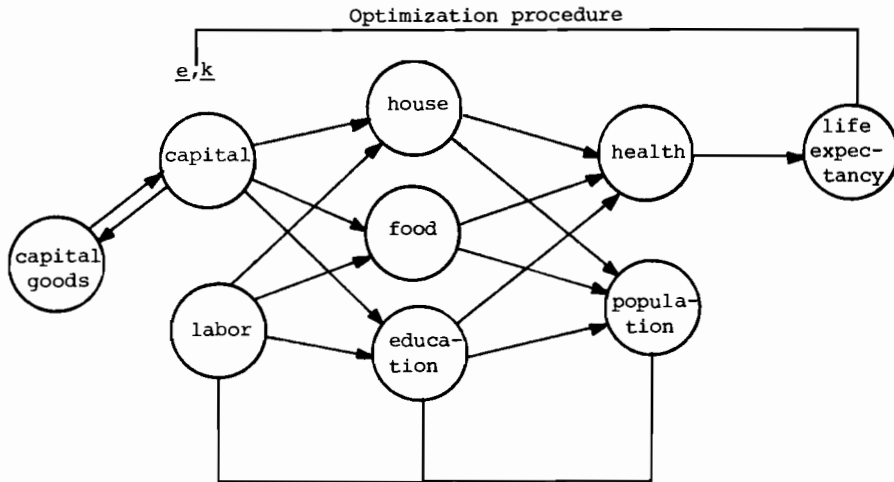 Optimization procedure
e,k
house
capital
health
life
expec-
tancy
food
capital
goods
labor
educa-
tion
popula-
tion